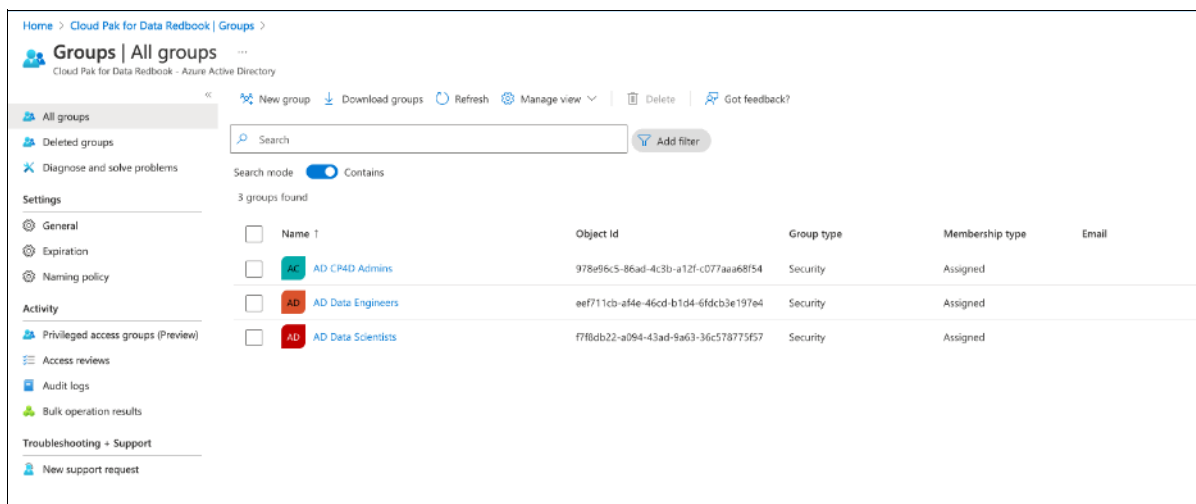 Home > Cloud Pak for Data Redbook | Groups >
Groups | All groups ...
Cloud Pak for Data Redbook - Azure Active Directory
«
New group Download groups Refresh Manage view Delete Got feedback?
All groups
Deleted groups
Diagnose and solve problems
Settings
General
Expiration
Naming policy
Activity
Privileged access groups (Preview)
Access reviews
Audit logs
Bulk operation results
Troubleshooting + Support
New support request
Search Add filter
Search mode Contains
3 groups found
Name ↑ Object Id Group type Membership type Email
AC AD CP4D Admins 978e96c5-86ad-4c3b-a12f-c077aaa68f54 Security Assigned
AD AD Data Engineers eef711cb-af4e-46cd-b1d4-6fdcb3e197e4 Security Assigned
AD AD Data Scientists f7f8db22-a094-43ad-9a63-36c578775f57 Security Assigned